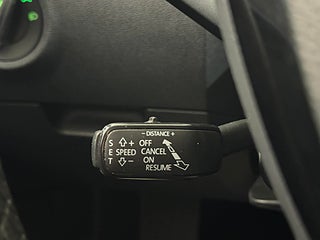 − DISTANCE +
S ⇧+ OFF
E SPEED CANCEL
T ⇩− ON
RESUME